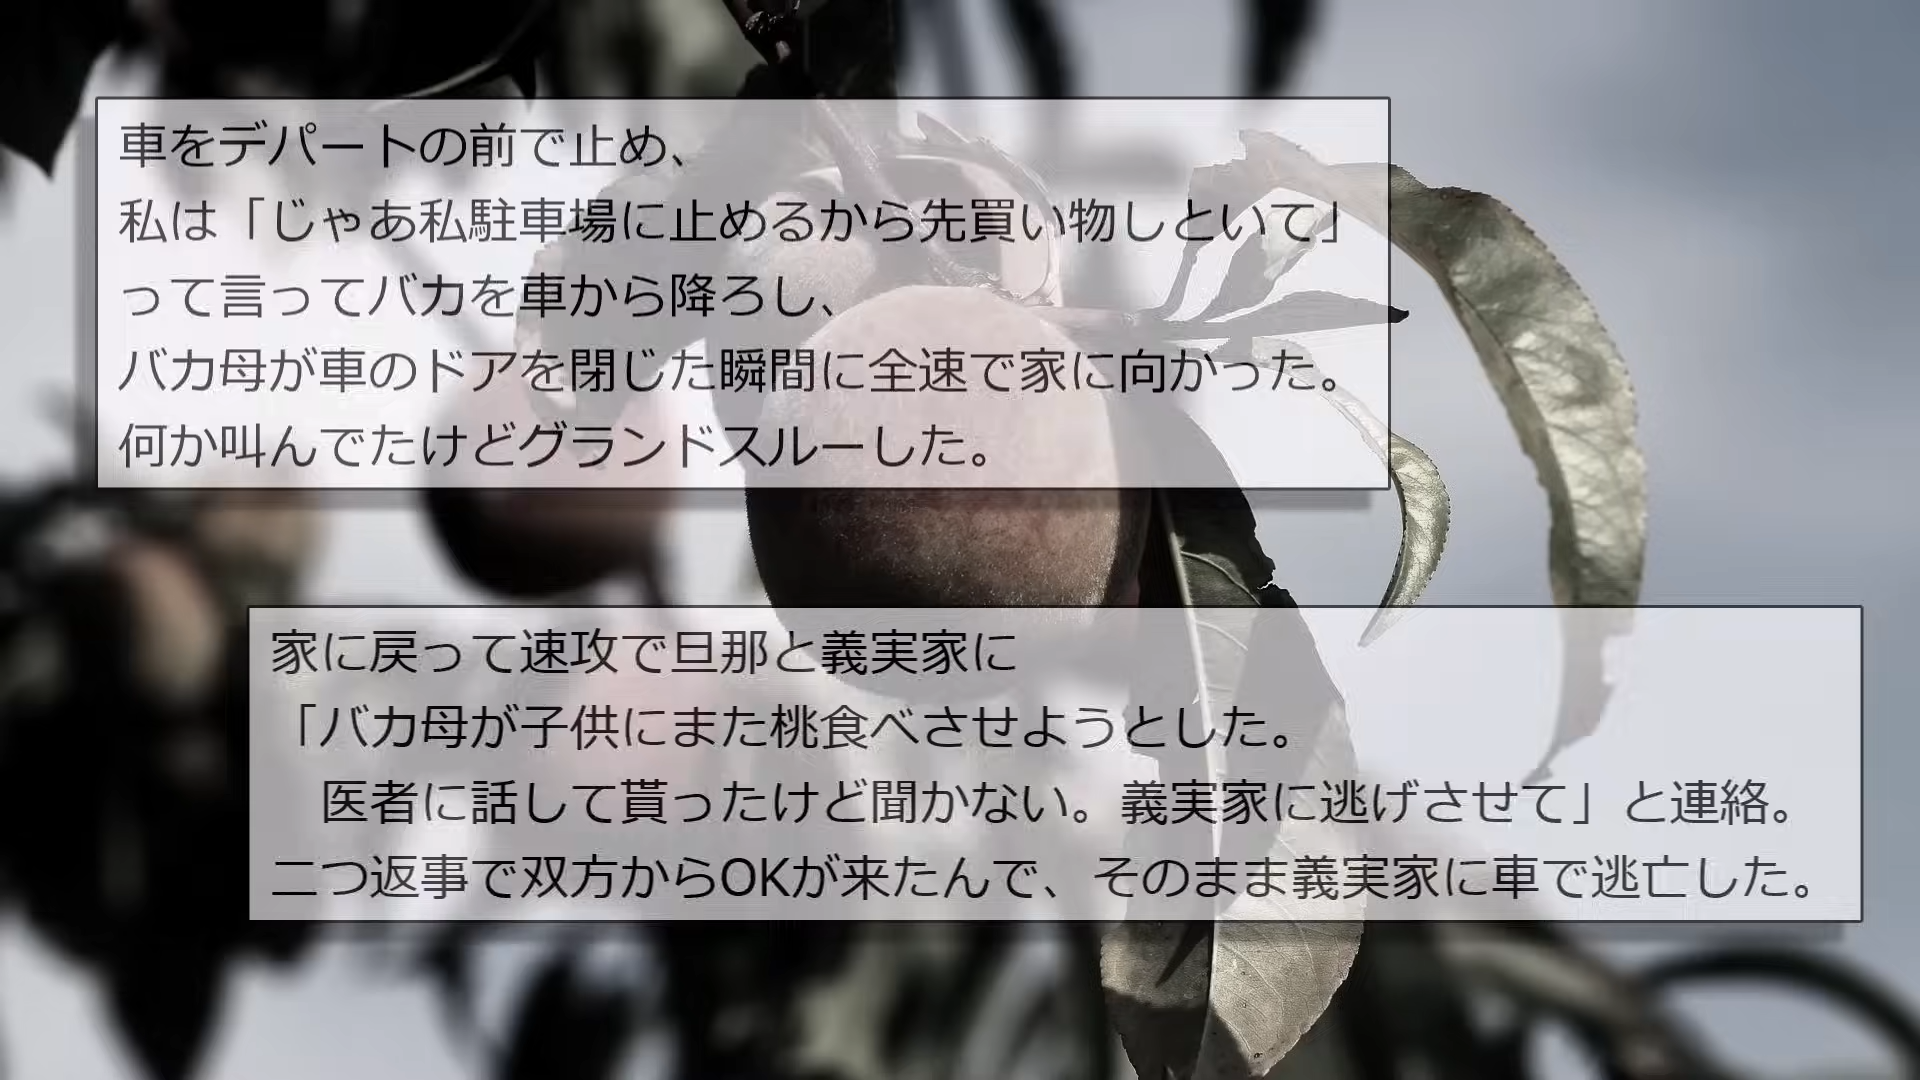 車をデパートの前で止め、
私は「じゃあ私駐車場に止めるから先買い物しといて」
って言ってバカを車から降ろし、
バカ母が車のドアを閉じた瞬間に全速で家に向かった。
何か叫んでたけどグランドスルーした。
家に戻って速攻で旦那と義実家に
「バカ母が子供にまた桃食べさせようとした。
　医者に話して貰ったけど聞かない。義実家に逃げさせて」と連絡。
二つ返事で双方からOKが来たんで、そのまま義実家に車で逃亡した。